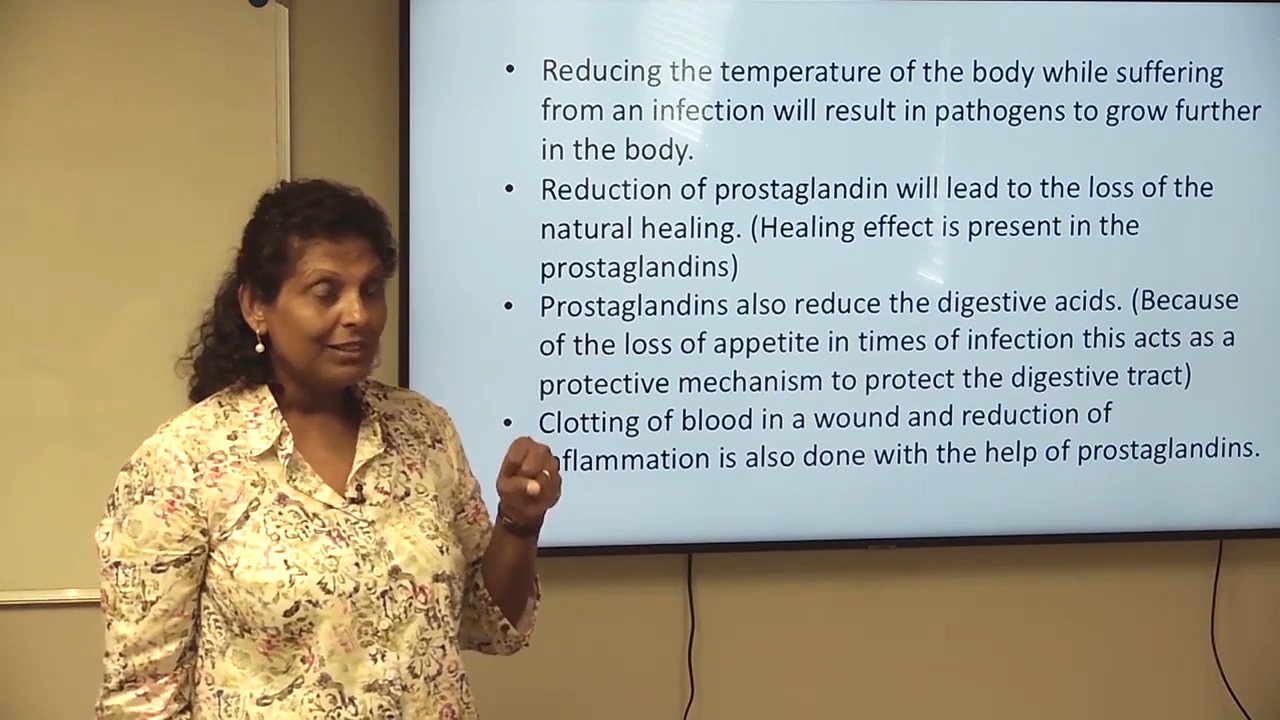 • Reducing the temperature of the body while suffering
from an infection will result in pathogens to grow further
in the body.
• Reduction of prostaglandin will lead to the loss of the
natural healing. (Healing effect is present in the
prostaglandins)
• Prostaglandins also reduce the digestive acids. (Because
of the loss of appetite in times of infection this acts as a
protective mechanism to protect the digestive tract)
• Clotting of blood in a wound and reduction of
nflammation is also done with the help of prostaglandins.